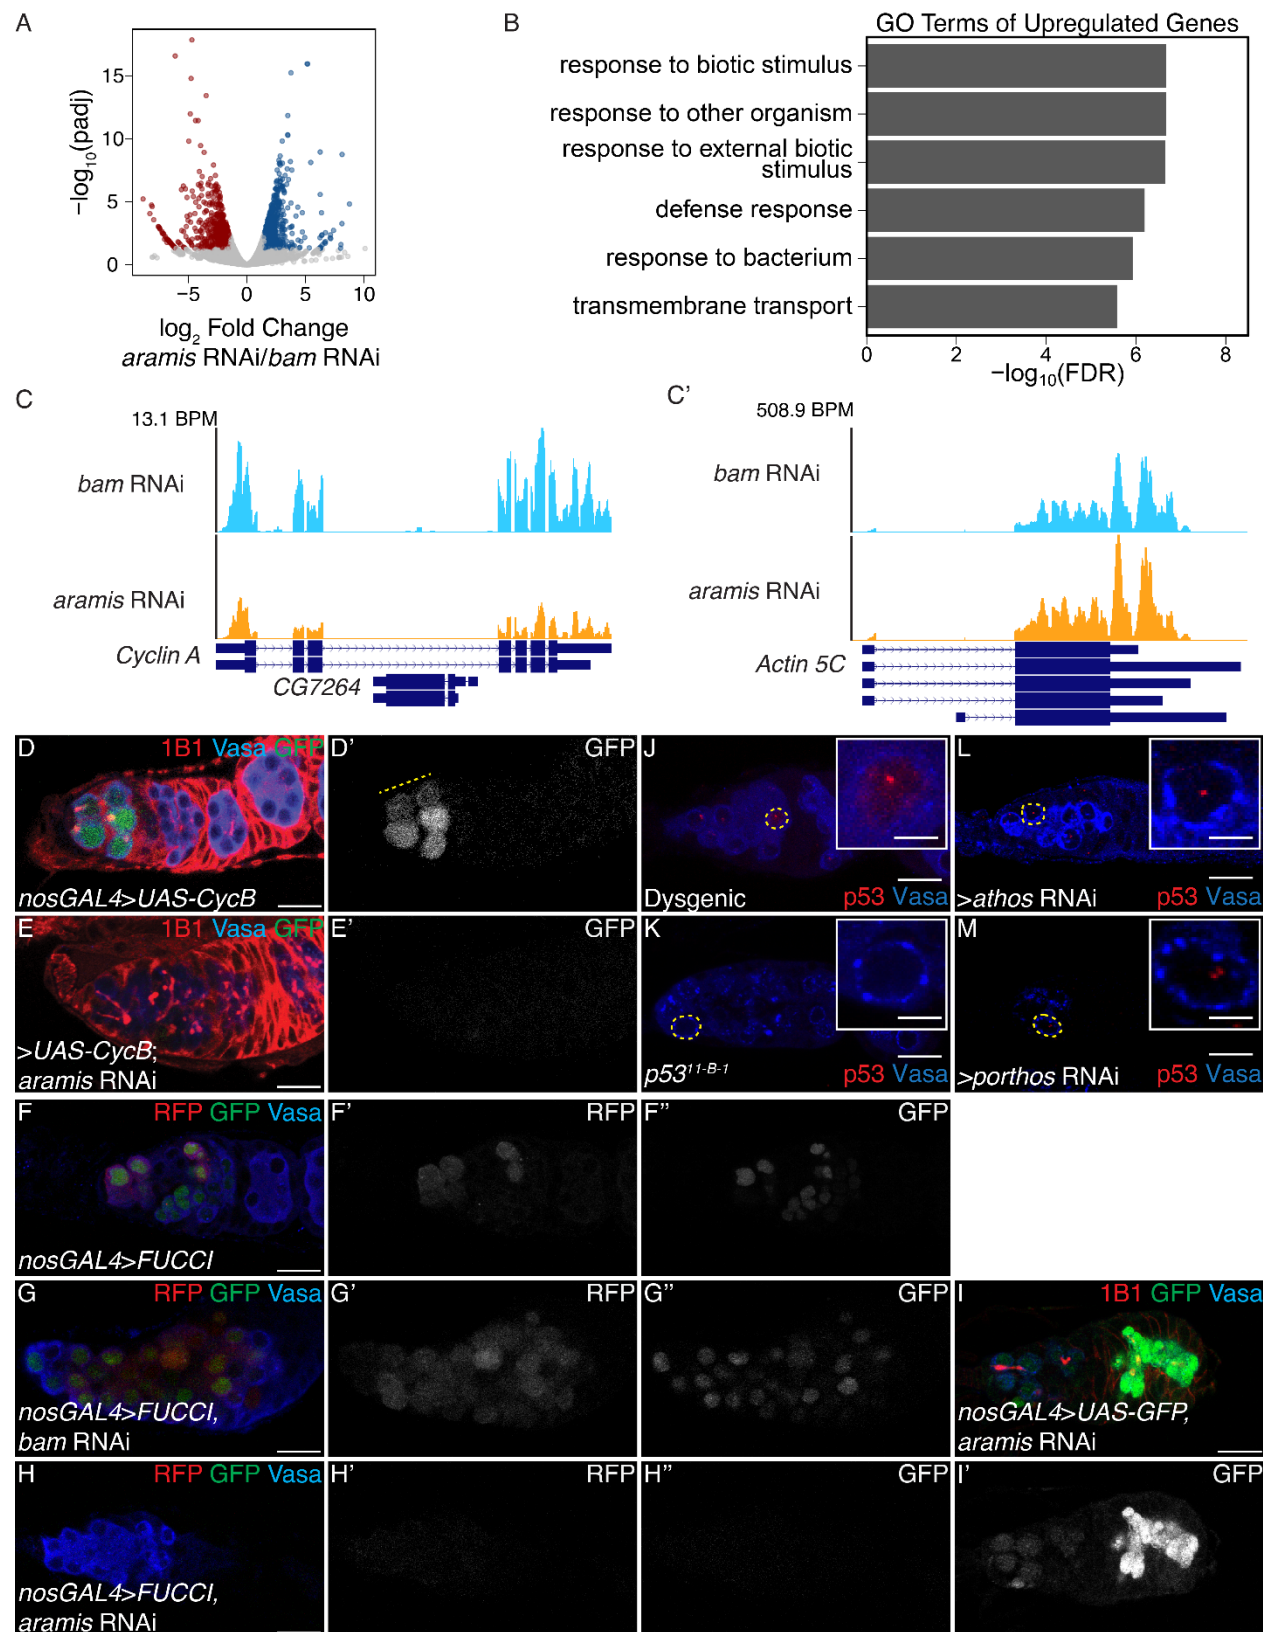 A
15
10
5
0
−log10(padj)
−5
0
5
10
log2 Fold Change
aramis RNAi/bam RNAi
B
GO Terms of Upregulated Genes
response to biotic stimulus
response to other organism
response to external biotic
stimulus
defense response
response to bacterium
transmembrane transport
0
2
4
6
8
−log10(FDR)
C
13.1 BPM
bam RNAi
aramis RNAi
Cyclin A
CG7264
C'
508.9 BPM
bam RNAi
aramis RNAi
Actin 5C
D
1B1 Vasa GFP
nosGAL4>UAS-CycB
D'
GFP
J
Dysgenic
p53 Vasa
L
>athos RNAi
p53 Vasa
E
1B1 Vasa GFP
>UAS-CycB;
aramis RNAi
E'
GFP
K
p5311-B-1
p53 Vasa
M
>porthos RNAi
p53 Vasa
F
RFP GFP Vasa
nosGAL4>FUCCI
F'
RFP
F"
GFP
G
RFP GFP Vasa
nosGAL4>FUCCI,
bam RNAi
G'
RFP
G"
GFP
I
1B1 GFP Vasa
nosGAL4>UAS-GFP,
aramis RNAi
H
RFP GFP Vasa
nosGAL4>FUCCI,
aramis RNAi
H'
RFP
H"
GFP
I'
GFP